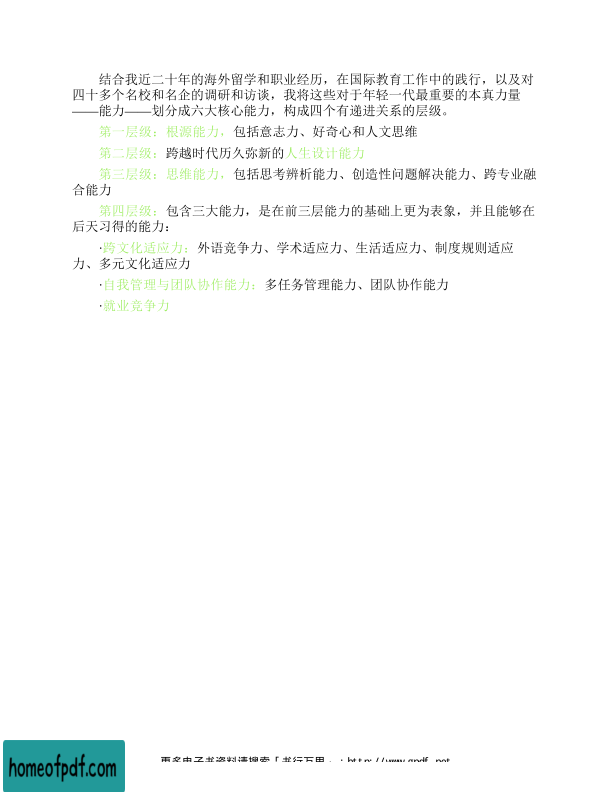 结合我近二十年的海外留学和职业经历，在国际教育工作中的践行，以及对
四十多个名校和名企的调研和访谈，我将这些对于年轻一代最重要的本真力量
——能力——划分成六大核心能力，构成四个有递进关系的层级。
第一层级：根源能力，包括意志力、好奇心和人文思维
第二层级：跨越时代历久弥新的人生设计能力
第三层级：思维能力，包括思考辨析能力、创造性问题解决能力、跨专业融
合能力
第四层级：包含三大能力，是在前三层能力的基础上更为表象，并且能够在
后天习得的能力：
·跨文化适应力：外语竞争力、学术适应力、生活适应力、制度规则适应
力、多元文化适应力
·自我管理与团队协作能力：多任务管理能力、团队协作能力
·就业竞争力
更多电子书资料请搜索「书行万里」：http://www.gpdf.net
homeofpdf.com